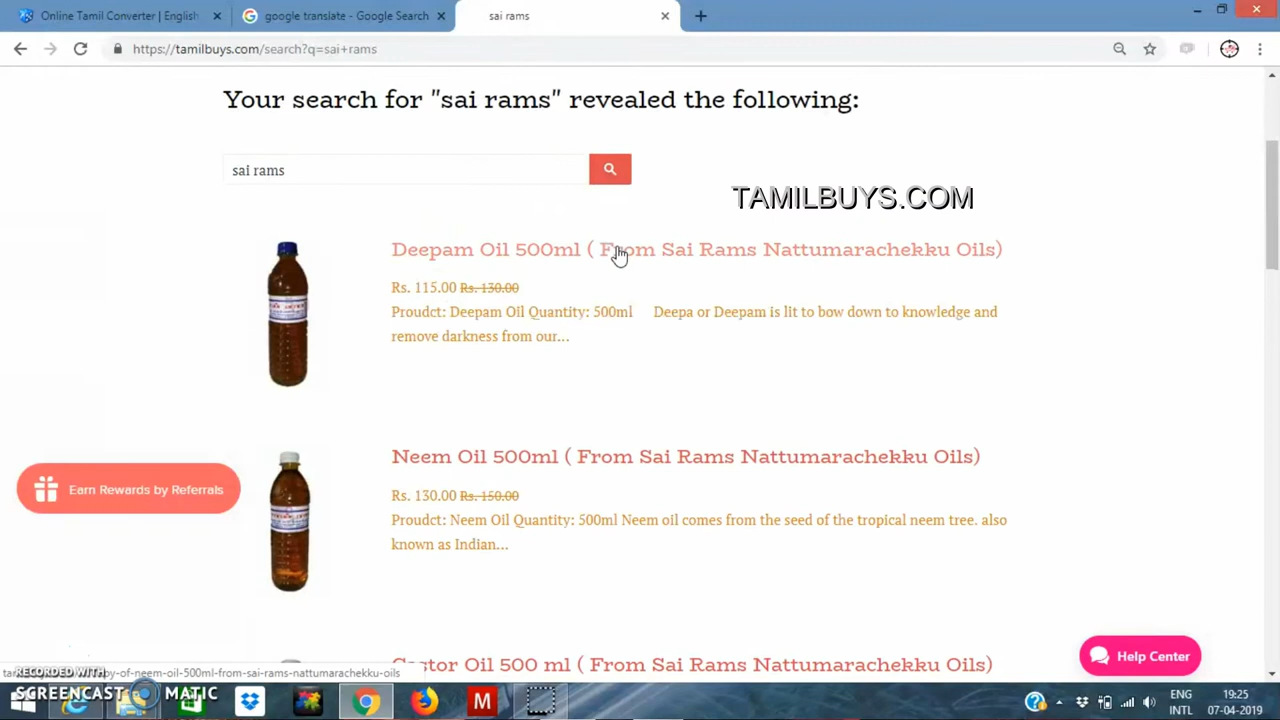 Online Tamil Converter | English
google translate - Google Search
sai rams
https://tamilbuys.com/search?q=sai+rams
Your search for "sai rams" revealed the following:
sai rams
TAMILBUYS.COM
Deepam Oil 500ml ( From Sai Rams Nattumarachekku Oils)
Rs. 115.00 Rs. 130.00
Proudct: Deepam Oil Quantity: 500ml Deepa or Deepam is lit to bow down to knowledge and
remove darkness from our...
Neem Oil 500ml ( From Sai Rams Nattumarachekku Oils)
Rs. 130.00 Rs. 150.00
Proudct: Neem Oil Quantity: 500ml Neem oil comes from the seed of the tropical neem tree. also
known as Indian...
Earn Rewards by Referrals
Castor Oil 500 ml ( From Sai Rams Nattumarachekku Oils)
Help Center
py-of-neem-oil-500ml-from-sai-rams-nattumarachekku-oils
RECORDED WITH
SCREENCAST MATIC
M
ENG
INTL
19:25
07-04-2019